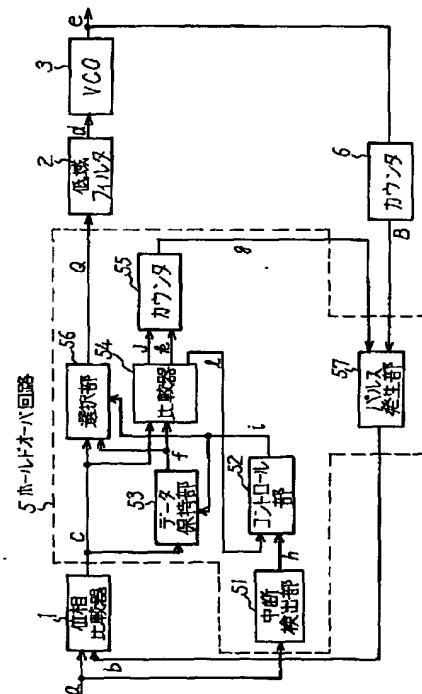 5 ホールドオーバ回路
a
1
位相
比較器
c
b
56
選択部
Q
2
低域
フィルタ
d
3
VCO
e
53
データ
保持部
f
54
比較器
j
k
l
55
カウンタ
g
51
中断
検出部
h
52
コントロール
部
i
57
パルス
発生部
B
6
カウンタ